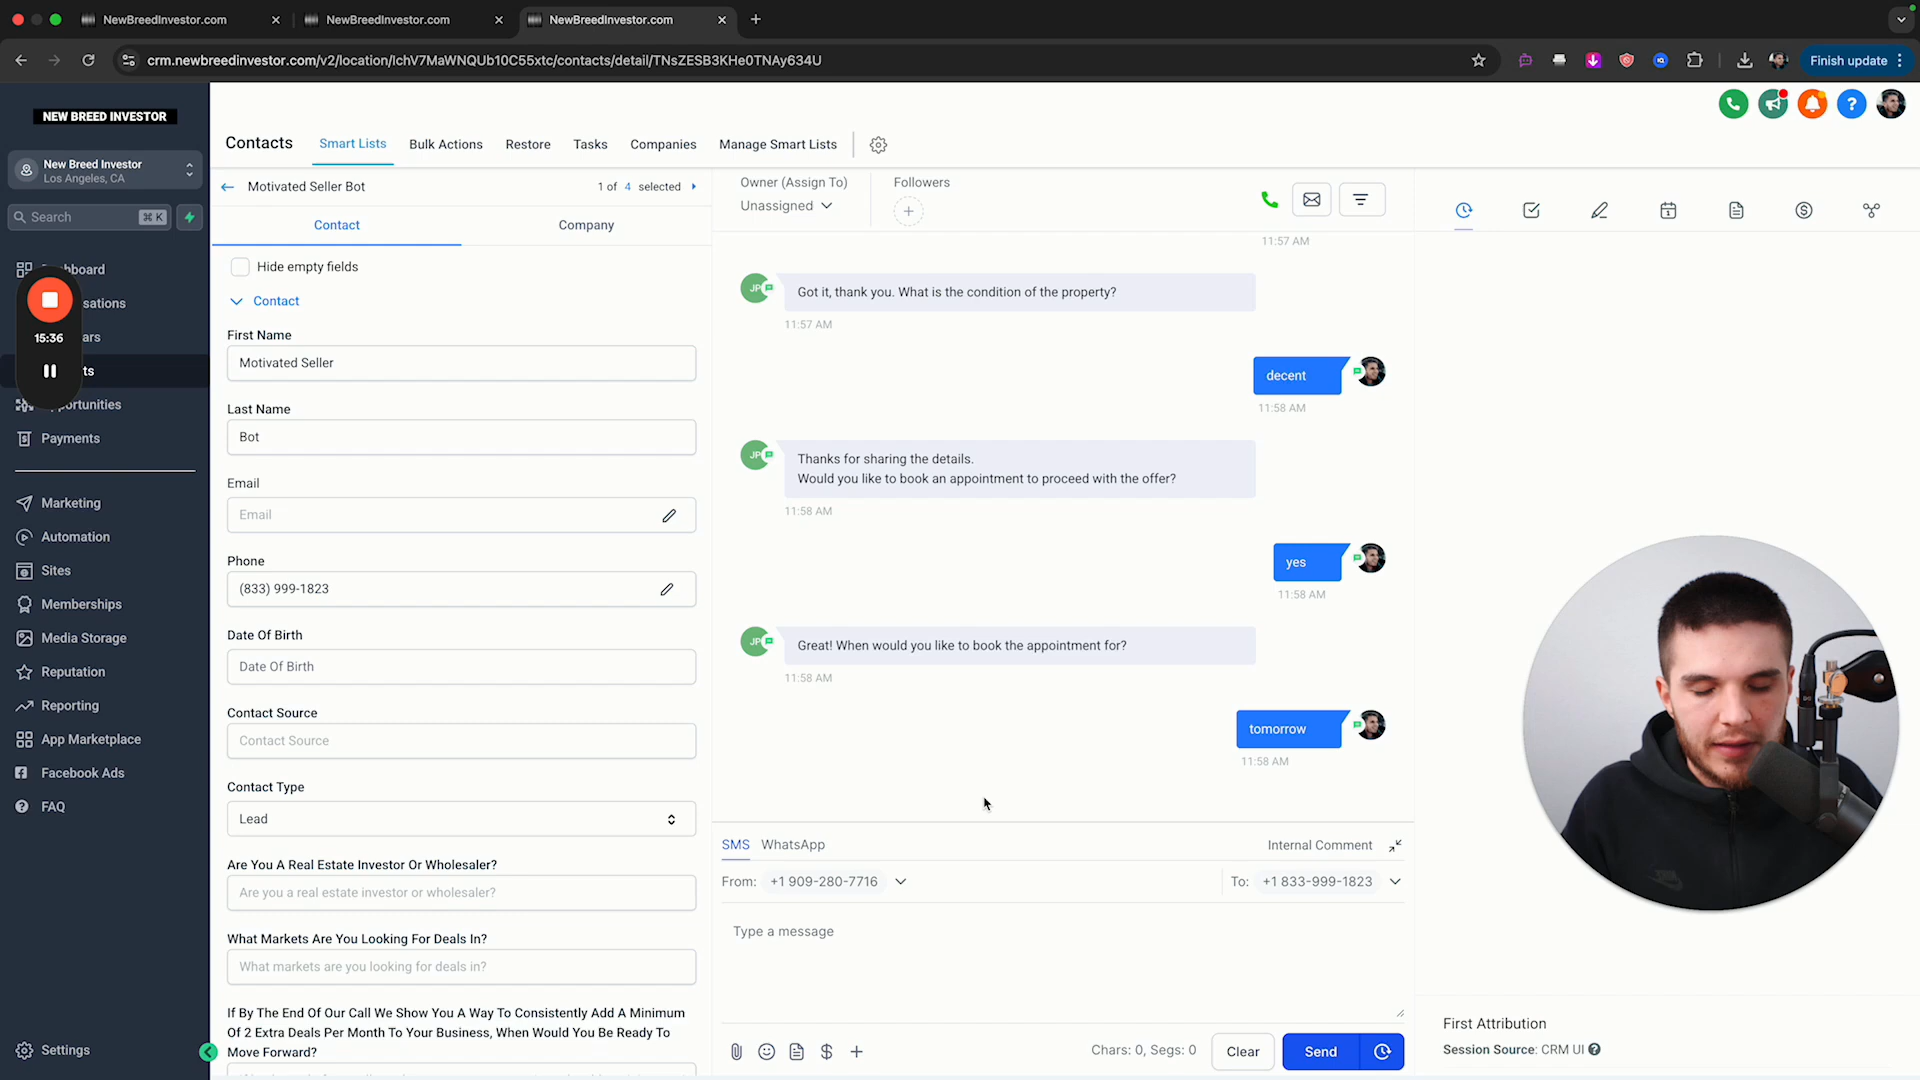 NewBreedInvestor.com
NewBreedInvestor.com
NewBreedInvestor.com
crm.newbreedinvestor.com/v2/location/IchV7MaWNQUb10C55xtc/contacts/detail/TNsZESB3KHe0TNAy634U
Finish update
NEW BREED INVESTOR
New Breed Investor
Los Angeles, CA
Search
⌘ K
15:36
Payments
Marketing
Automation
Sites
Memberships
Media Storage
Reputation
Reporting
App Marketplace
Facebook Ads
FAQ
Settings
Contacts
Smart Lists
Bulk Actions
Restore
Tasks
Companies
Manage Smart Lists
Motivated Seller Bot
1 of 4 selected
Contact
Company
Hide empty fields
Contact
First Name
Motivated Seller
Last Name
Bot
Email
Email
Phone
(833) 999-1823
Date Of Birth
Date Of Birth
Contact Source
Contact Source
Contact Type
Lead
Are You A Real Estate Investor Or Wholesaler?
Are you a real estate investor or wholesaler?
What Markets Are You Looking For Deals In?
What markets are you looking for deals in?
If By The End Of Our Call We Show You A Way To Consistently Add A Minimum
Of 2 Extra Deals Per Month To Your Business, When Would You Be Ready To
Move Forward?
Owner (Assign To)
Unassigned
Followers
11:57 AM
JP
Got it, thank you. What is the condition of the property?
11:57 AM
decent
11:58 AM
JP
Thanks for sharing the details.
Would you like to book an appointment to proceed with the offer?
11:58 AM
yes
11:58 AM
JP
Great! When would you like to book the appointment for?
11:58 AM
tomorrow
11:58 AM
SMS
WhatsApp
Internal Comment
From: +1 909-280-7716
To: +1 833-999-1823
Type a message
Chars: 0, Segs: 0
Clear
Send
First Attribution
Session Source: CRM UI